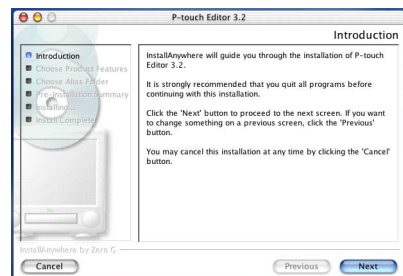 P-touch Editor 3.2
Introduction
Introduction
Choose Product Features
Choose Alias Folder
Pre-Installation Summary
Installing...
Install Complete
InstallAnywhere will guide you through the installation of P-touch
Editor 3.2.
It is strongly recommended that you quit all programs before
continuing with this installation.
Click the 'Next' button to proceed to the next screen. If you want
to change something on a previous screen, click the 'Previous'
button.
You may cancel this installation at any time by clicking the 'Cancel'
button.
InstallAnywhere by Zero G
Cancel
Previous
Next